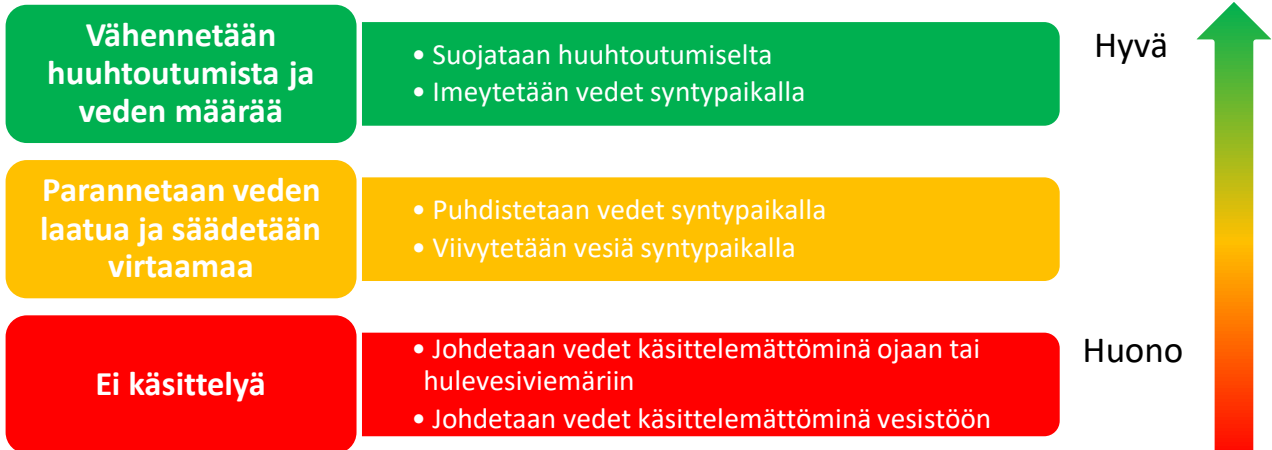 Vähennetään
huuhtoutumista ja
veden määrää
• Suojataan huuhtoutumiselta
• Imeytetään vedet syntypaikalla
Hyvä
Parannetaan veden
laatua ja säädetään
virtaamaa
• Puhdistetaan vedet syntypaikalla
• Viivytetään vesiä syntypaikalla
Ei käsittelyä
• Johdetaan vedet käsittelemättöminä ojaan tai
hulevesiviemäriin
• Johdetaan vedet käsittelemättöminä vesistöön
Huono